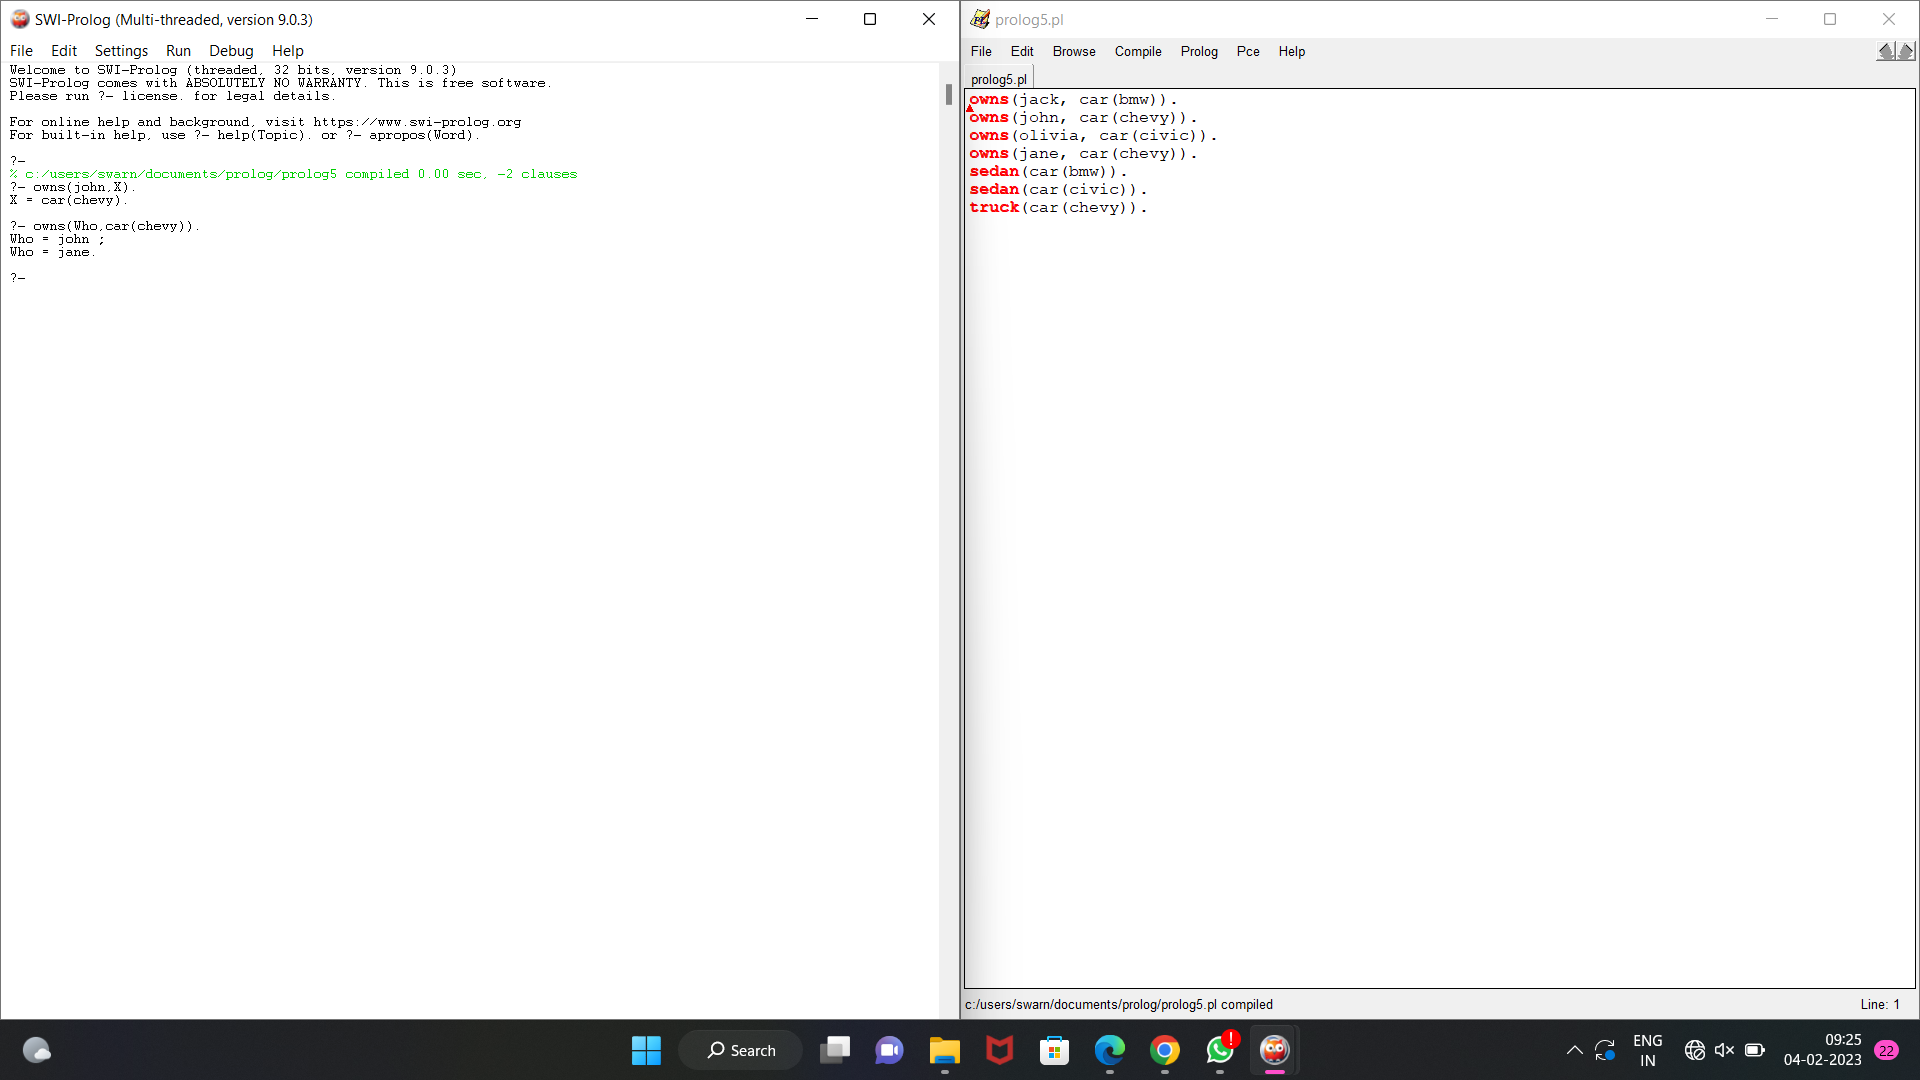 SWI-Prolog (Multi-threaded, version 9.0.3)
File Edit Settings Run Debug Help
Welcome to SWI-Prolog (threaded, 32 bits, version 9.0.3)
SWI-Prolog comes with ABSOLUTELY NO WARRANTY. This is free software.
Please run ?- license. for legal details.
For online help and background, visit https://www.swi-prolog.org
For built-in help, use ?- help(Topic). or ?- apropos(Word).
?-
% c:/users/swarn/documents/prolog/prolog5 compiled 0.00 sec, -2 clauses
?- owns(john,X).
X = car(chevy).
?- owns(Who,car(chevy)).
Who = john ;
Who = jane.
?-
prolog5.pl
File Edit Browse Compile Prolog Pce Help
prolog5.pl
owns(jack, car(bmw)).
owns(john, car(chevy)).
owns(olivia, car(civic)).
owns(jane, car(chevy)).
sedan(car(bmw)).
sedan(car(civic)).
truck(car(chevy)).
c:/users/swarn/documents/prolog/prolog5.pl compiled
Line: 1
Search
ENG
IN
09:25
04-02-2023
22